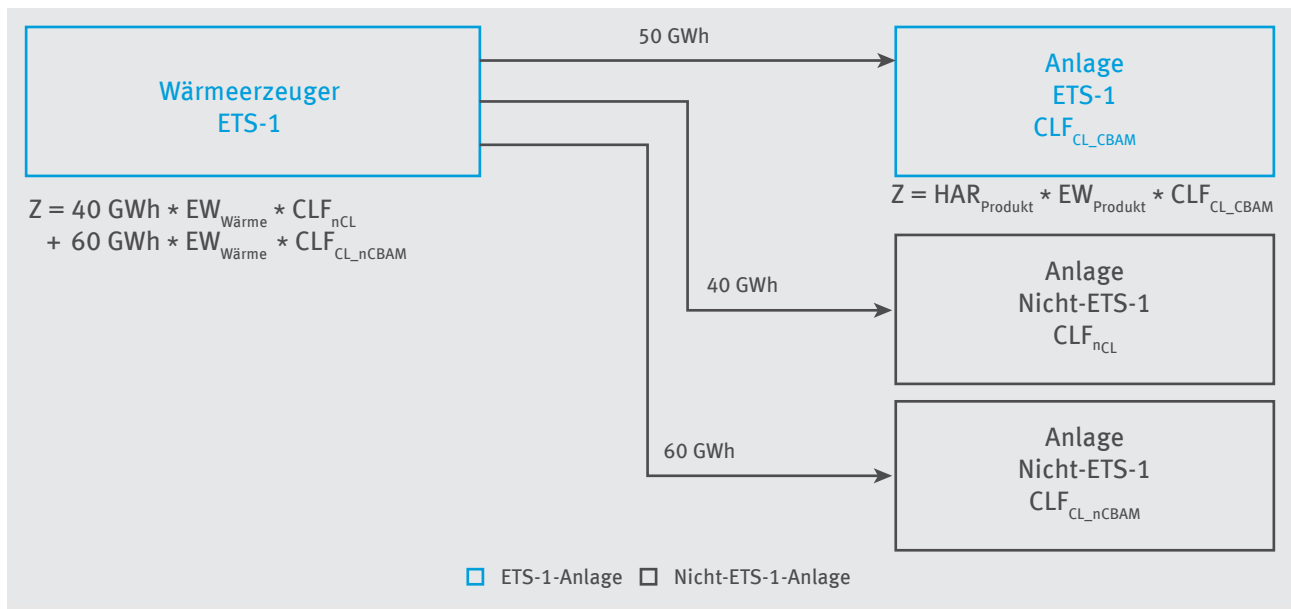 50 GWh
Wärmeerzeuger
ETS-1
Anlage
ETS-1
CLF_CL_CBAM
Z = 40 GWh * EW_Wärme * CLF_nCL
+ 60 GWh * EW_Wärme * CLF_CL_nCBAM
Z = HAR_Produkt * EW_Produkt * CLF_CL_CBAM
40 GWh
Anlage
Nicht-ETS-1
CLF_nCL
60 GWh
Anlage
Nicht-ETS-1
CLF_CL_nCBAM
ETS-1-Anlage Nicht-ETS-1-Anlage